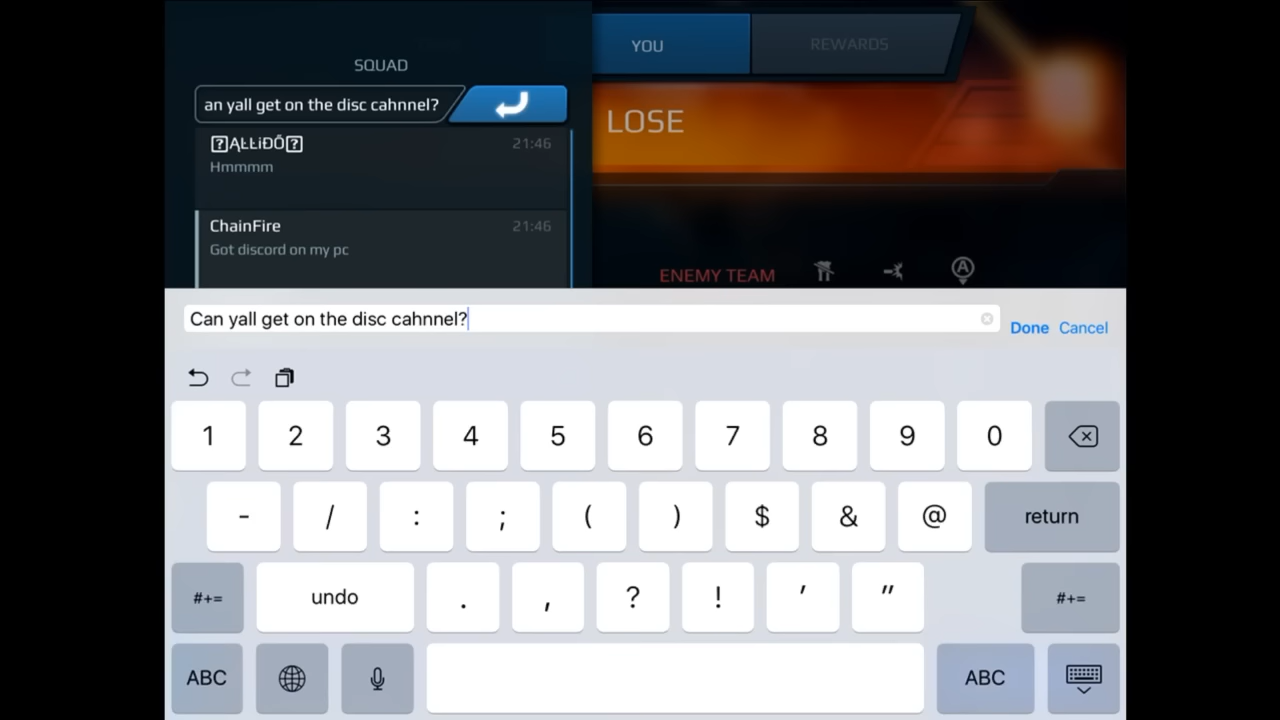 YOU
REWARDS
SQUAD
an yall get on the disc cahnnel?
LOSE
ĄŁŁiĐŐ
21:46
Hmmmm
ChainFire
21:46
Got discord on my pc
ENEMY TEAM
A
Can yall get on the disc cahnnel?
Done Cancel
1 2 3 4 5 6 7 8 9 0
- / : ; ( ) $ & @ return
#+= undo . , ? ! ' " #+=
ABC ABC